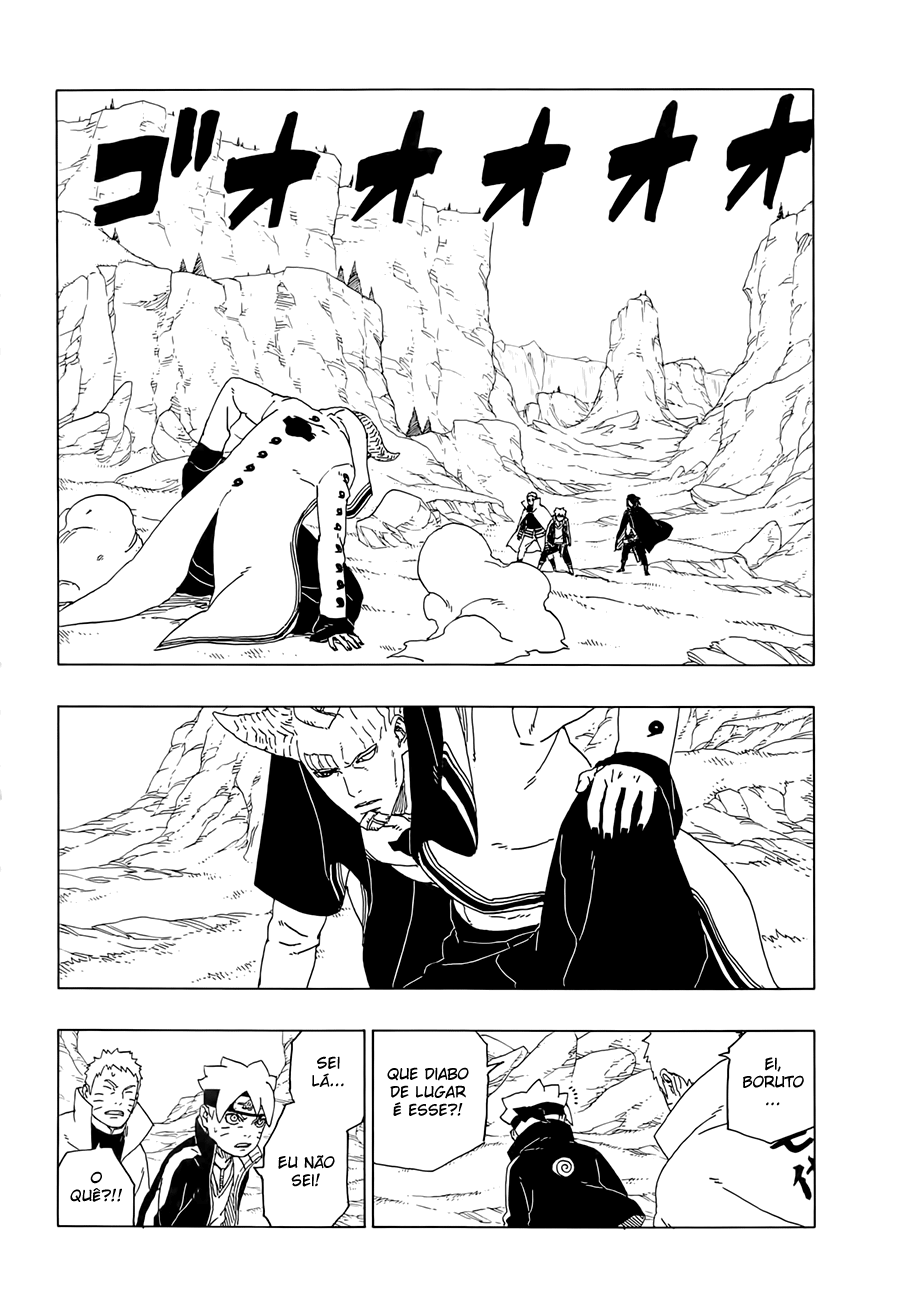 ゴオオオオオ
EI,
BORUTO
...
QUE DIABO
DE LUGAR
É ESSE?!
SEI
LÁ...
EU NÃO
SEI!
O
QUÊ?!!